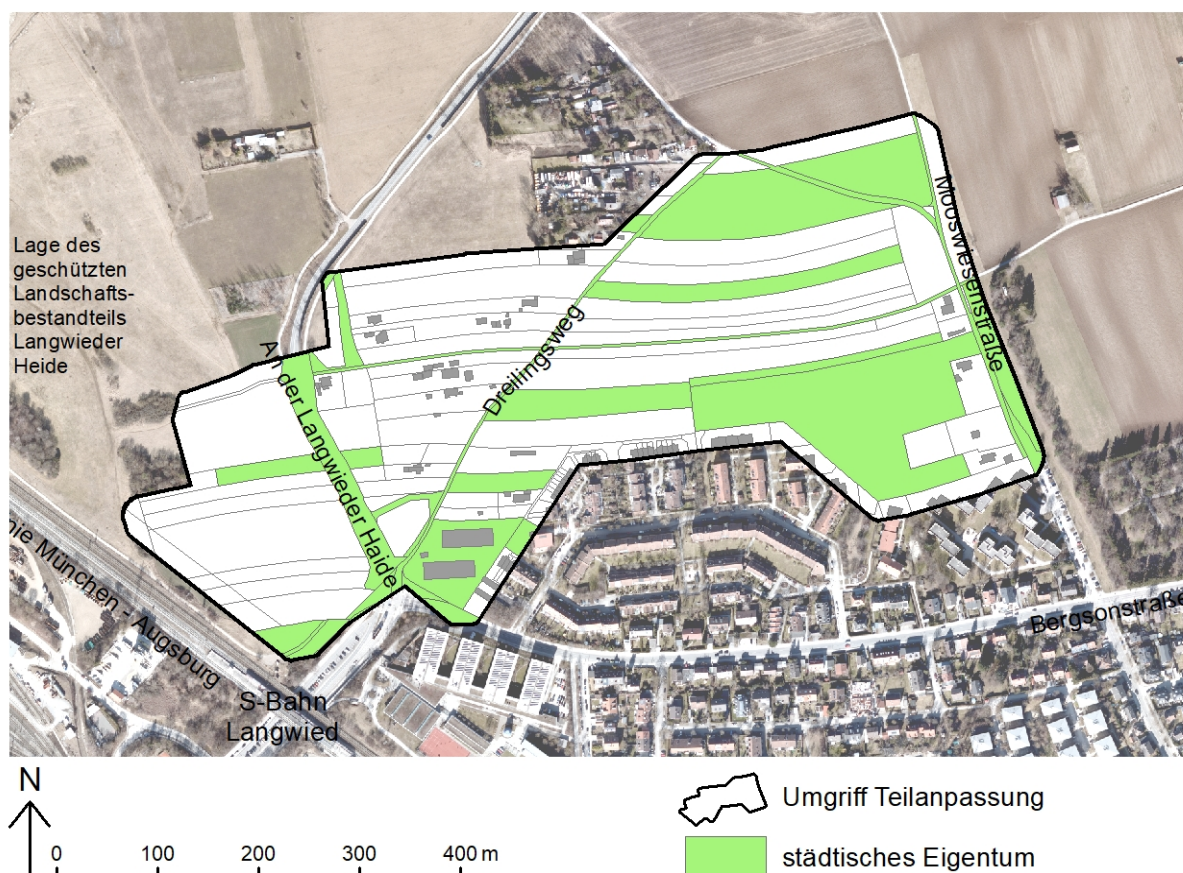 Lage des
geschützten
Landschafts-
bestandteils
Langwieder
Heide
Mooswiesenstraße
Dreilingsweg
An der Langwieder Haide
nie München - Augsburg
Bergsonstraße
S-Bahn
Langwied
N
0 100 200 300 400 m
Umgriff Teilanpassung
städtisches Eigentum